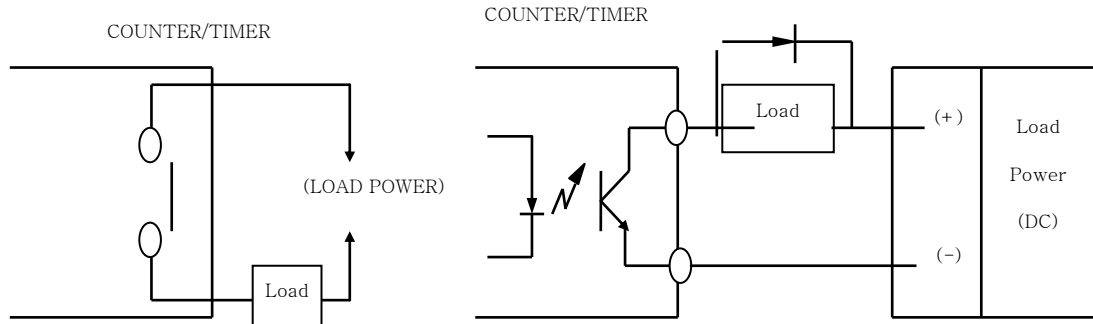 COUNTER/TIMER
(LOAD POWER)
Load
COUNTER/TIMER
Load
(+)
(-)
Load
Power
(DC)